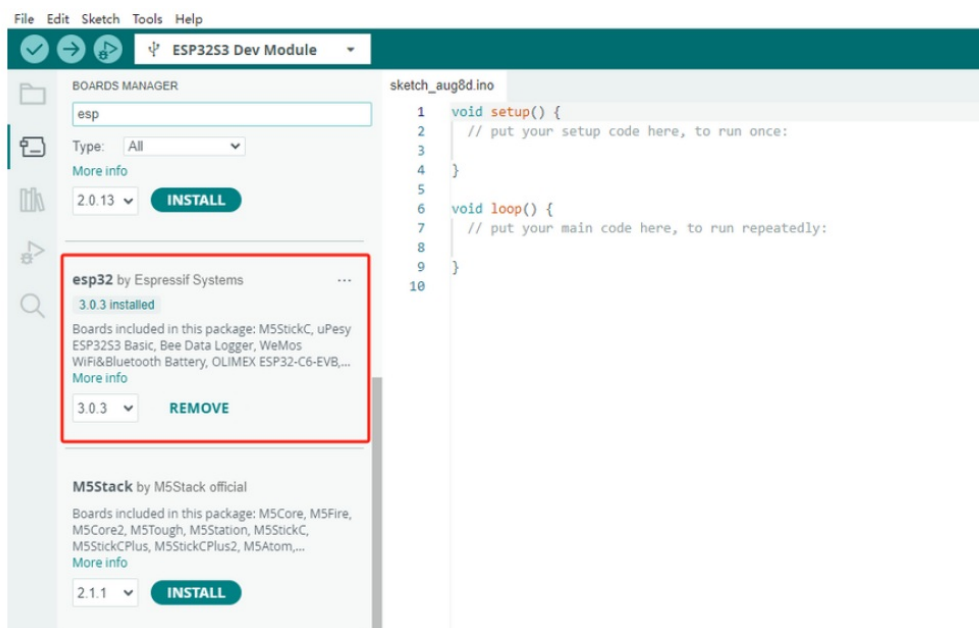 File Edit Sketch Tools Help
ESP32S3 Dev Module
BOARDS MANAGER
esp
Type: All
More info
2.0.13 INSTALL
esp32 by Espressif Systems ...
3.0.3 installed
Boards included in this package: M5StickC, uPesy
ESP32S3 Basic, Bee Data Logger, WeMos
WiFi&Bluetooth Battery, OLIMEX ESP32-C6-EVB,...
More info
3.0.3 REMOVE
M5Stack by M5Stack official
Boards included in this package: M5Core, M5Fire,
M5Core2, M5Tough, M5Station, M5StickC,
M5StickCPlus, M5StickCPlus2, M5Atom,...
More info
2.1.1 INSTALL
sketch_aug8d.ino
1 void setup() {
2 // put your setup code here, to run once:
3
4 }
5
6 void loop() {
7 // put your main code here, to run repeatedly:
8
9 }
10